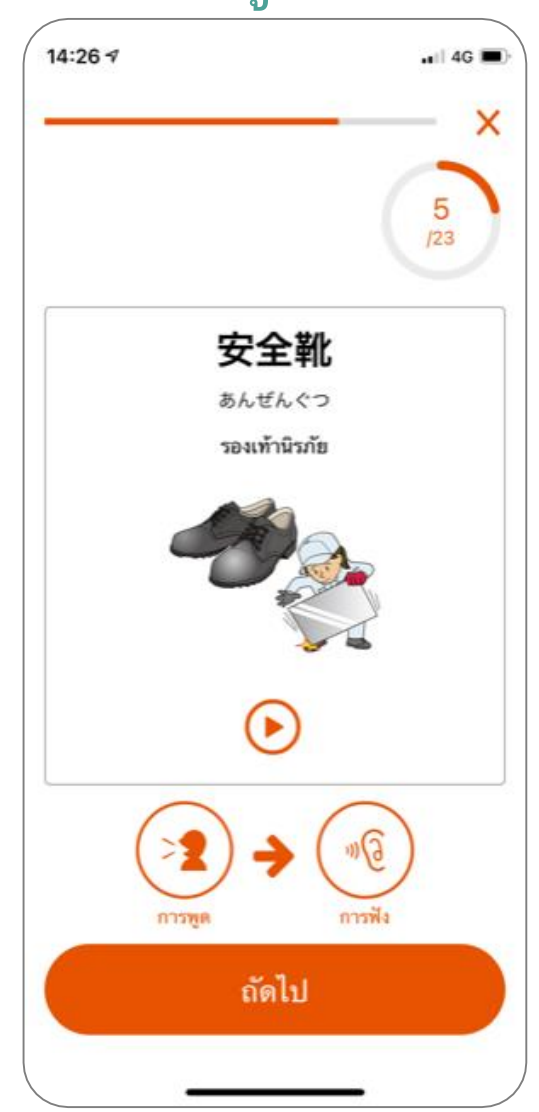 14:26
4G
5
/23
安全靴
あんぜんぐつ
รองเท้านิรภัย
การพูด
การฟัง
ถัดไป